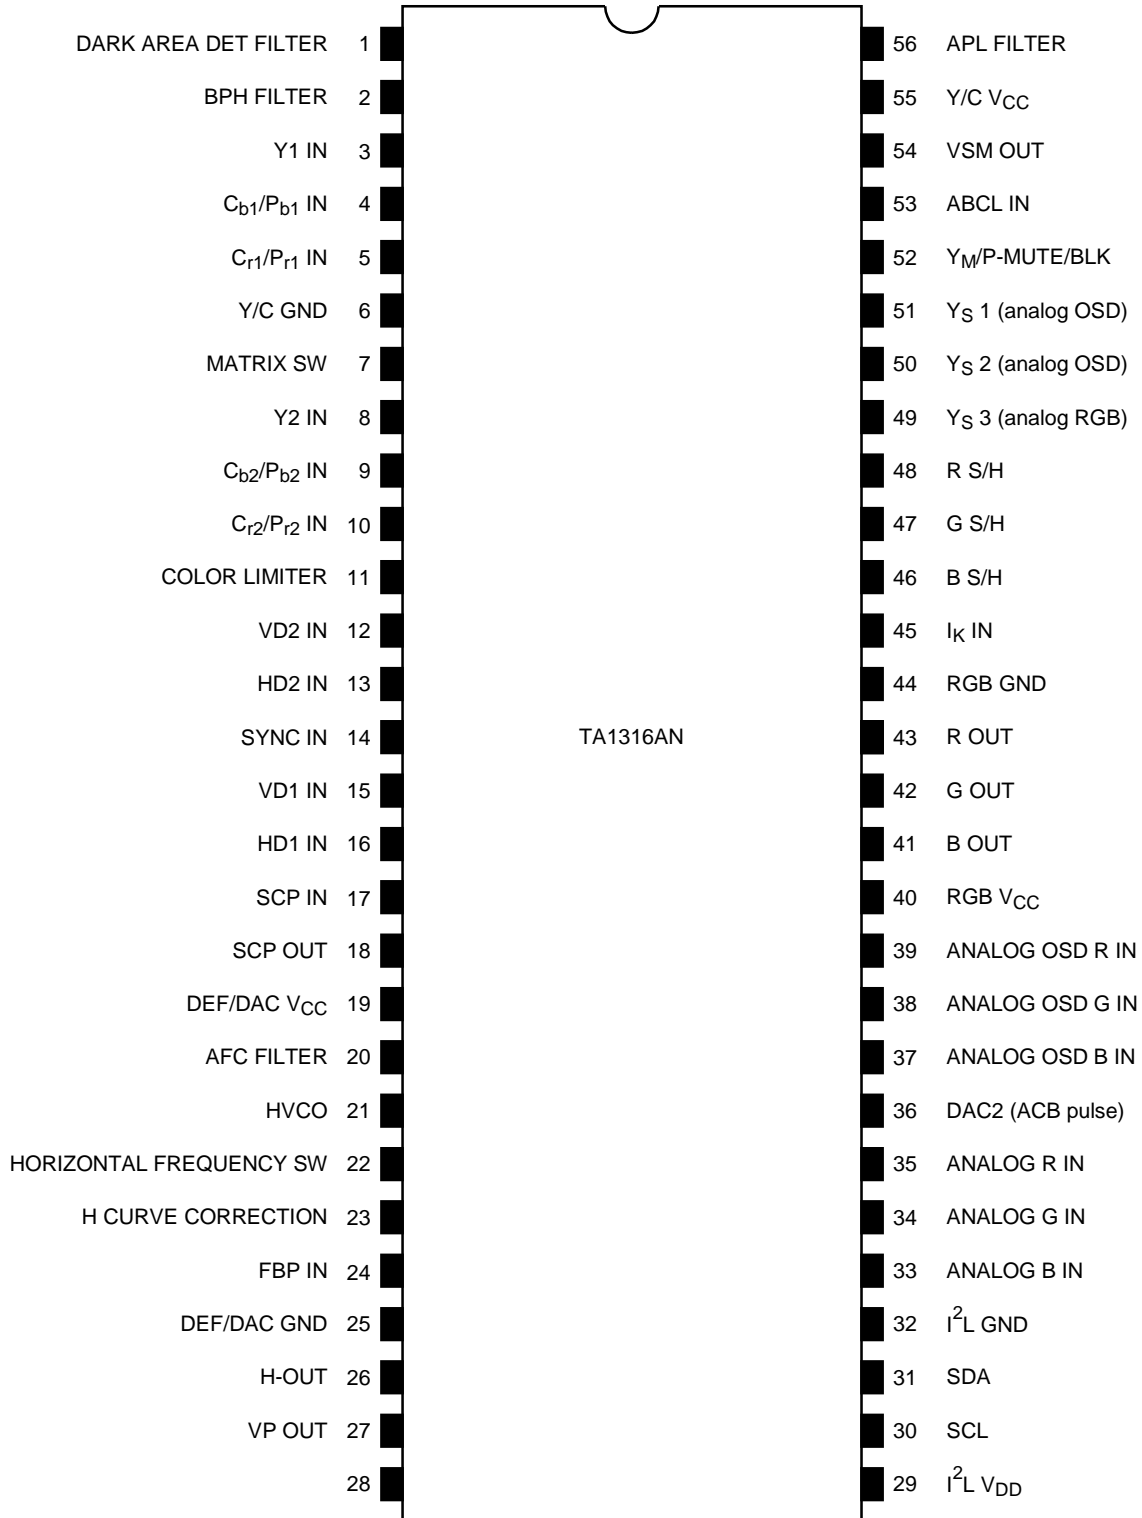 DARK AREA DET FILTER 1 56 APL FILTER
BPH FILTER 2 55 Y/C VCC
Y1 IN 3 54 VSM OUT
Cb1/Pb1 IN 4 53 ABCL IN
Cr1/Pr1 IN 5 52 YM/P-MUTE/BLK
Y/C GND 6 51 YS 1 (analog OSD)
MATRIX SW 7 50 YS 2 (analog OSD)
Y2 IN 8 49 YS 3 (analog RGB)
Cb2/Pb2 IN 9 48 R S/H
Cr2/Pr2 IN 10 47 G S/H
COLOR LIMITER 11 46 B S/H
VD2 IN 12 45 IK IN
HD2 IN 13 44 RGB GND
SYNC IN 14 TA1316AN 43 R OUT
VD1 IN 15 42 G OUT
HD1 IN 16 41 B OUT
SCP IN 17 40 RGB VCC
SCP OUT 18 39 ANALOG OSD R IN
DEF/DAC VCC 19 38 ANALOG OSD G IN
AFC FILTER 20 37 ANALOG OSD B IN
HVCO 21 36 DAC2 (ACB pulse)
HORIZONTAL FREQUENCY SW 22 35 ANALOG R IN
H CURVE CORRECTION 23 34 ANALOG G IN
FBP IN 24 33 ANALOG B IN
DEF/DAC GND 25 32 I2L GND
H-OUT 26 31 SDA
VP OUT 27 30 SCL
28 29 I2L VDD